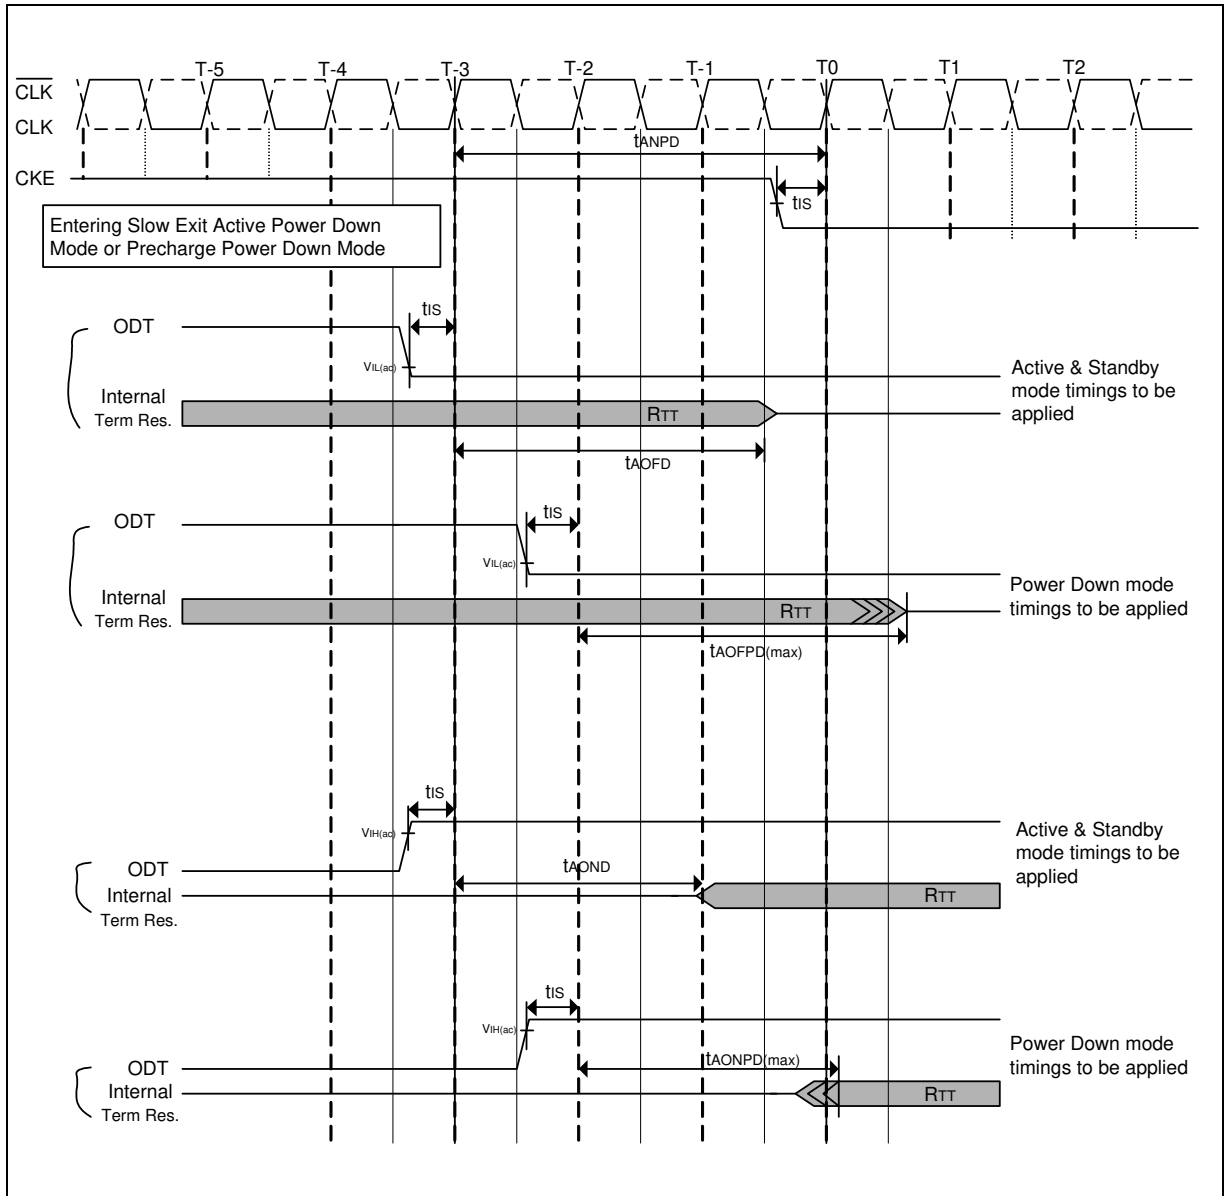 T-5 T-4 T-3 T-2 T-1 T0 T1 T2
CLK
CLK
tANPD
CKE
tIS
Entering Slow Exit Active Power Down
Mode or Precharge Power Down Mode
tIS
ODT
VIL(ac)
Active & Standby
mode timings to be
applied
Internal
Term Res.
RTT
tAOFD
tIS
ODT
VIL(ac)
Power Down mode
timings to be applied
Internal
Term Res.
RTT
tAOFPD(max)
tIS
VIH(ac)
Active & Standby
mode timings to be
applied
ODT
tAOND
Internal
Term Res.
RTT
tIS
VIH(ac)
Power Down mode
timings to be applied
ODT
tAONPD(max)
Internal
Term Res.
RTT